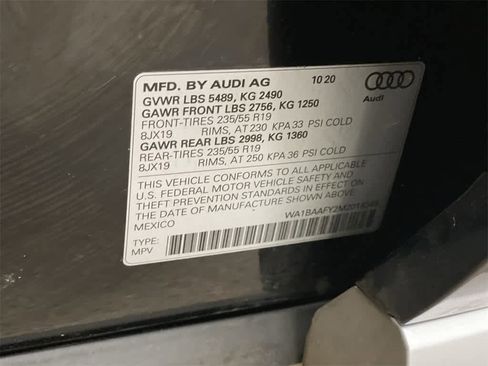 MFD. BY AUDI AG 10 20
GVWR LBS 5489, KG 2490
GAWR FRONT LBS 2756, KG 1250
FRONT-TIRES 235/55 R19
8JX19 RIMS, AT 230 KPA 33 PSI COLD
GAWR REAR LBS 2998, KG 1360
REAR-TIRES 235/55 R19
8JX19 RIMS, AT 250 KPA 36 PSI COLD
THIS VEHICLE CONFORMS TO ALL APPLICABLE
U.S. FEDERAL MOTOR VEHICLE SAFETY AND
THEFT PREVENTION STANDARDS IN EFFECT ON
THE DATE OF MANUFACTURE SHOWN ABOVE.
MEXICO
TYPE:
MPV
Audi